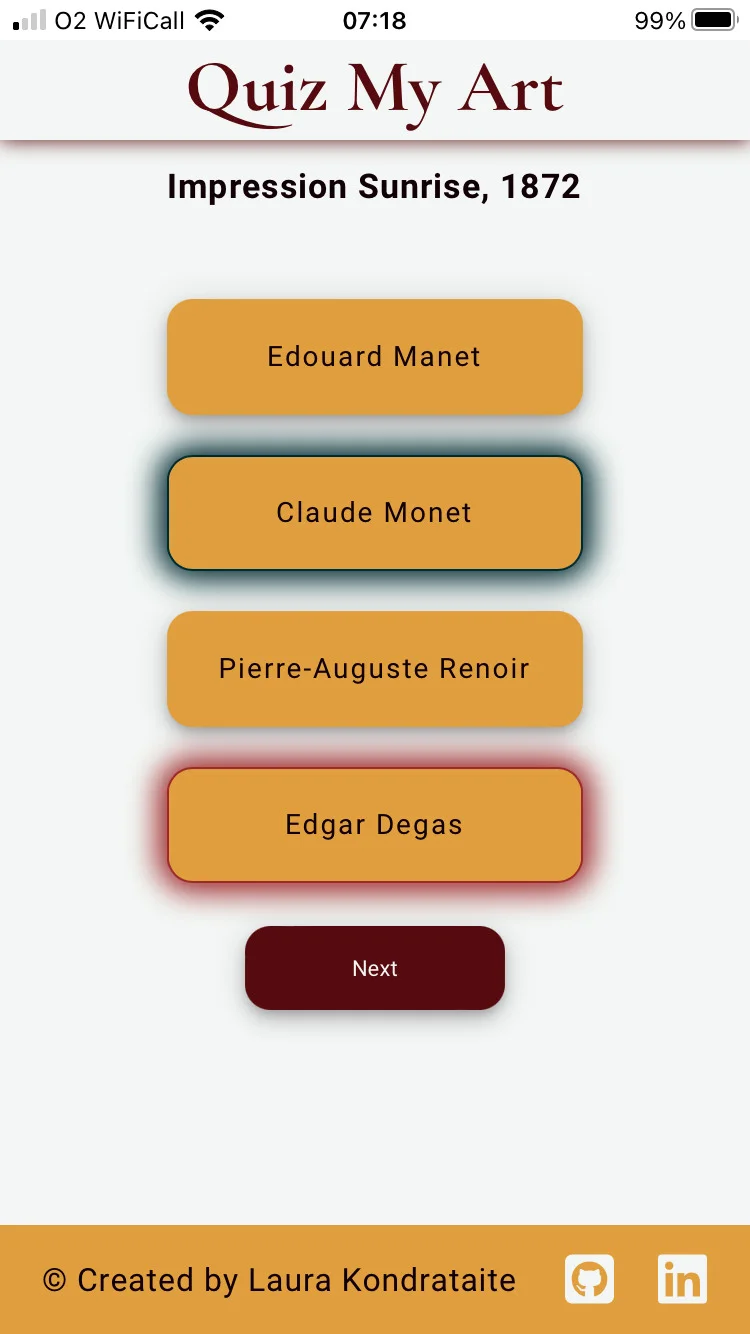 O2 WiFiCall 07:18 99%
Quiz My Art
Impression Sunrise, 1872
Edouard Manet
Claude Monet
Pierre-Auguste Renoir
Edgar Degas
Next
© Created by Laura Kondrataite in